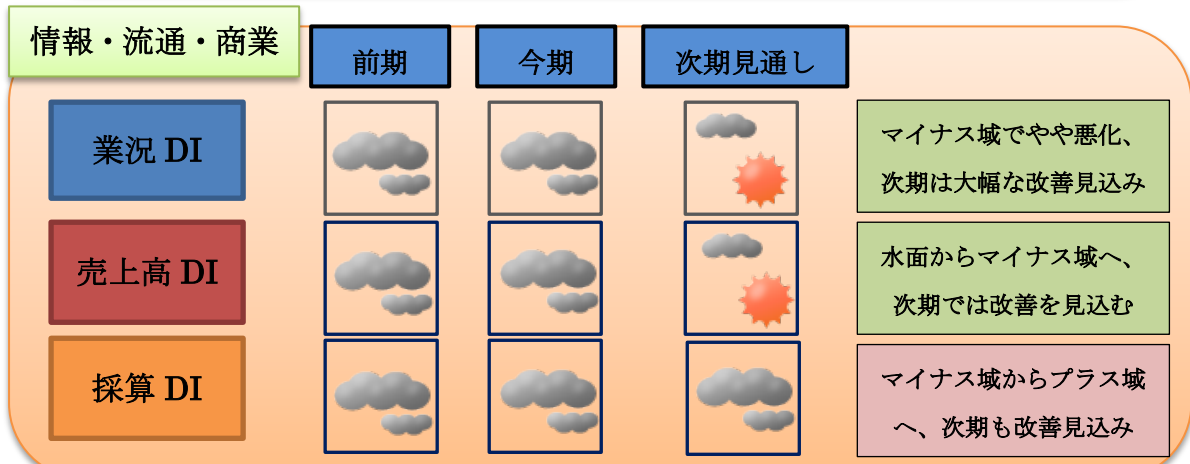 情報・流通・商業
前期
今期
次期見通し
業況 DI
マイナス域でやや悪化、
次期は大幅な改善見込み
売上高 DI
水面からマイナス域へ、
次期では改善を見込む
採算 DI
マイナス域からプラス域
へ、次期も改善見込み